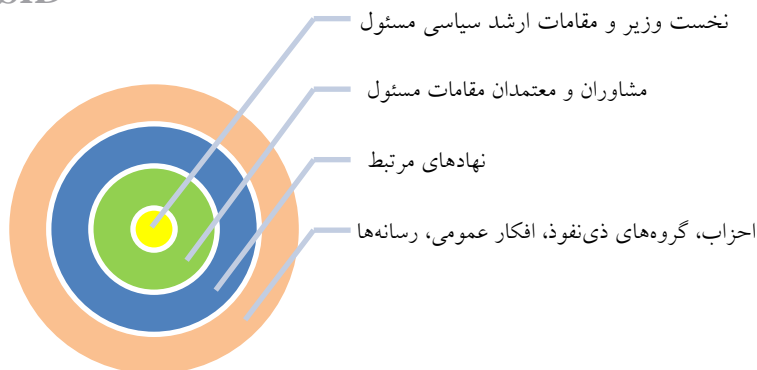 نخست وزیر و مقامات ارشد سیاسی مسئول
مشاوران و معتمدان مقامات مسئول
نهادهای مرتبط
احزاب، گروه‌های ذی‌نفوذ، افکار عمومی، رسانه‌ها